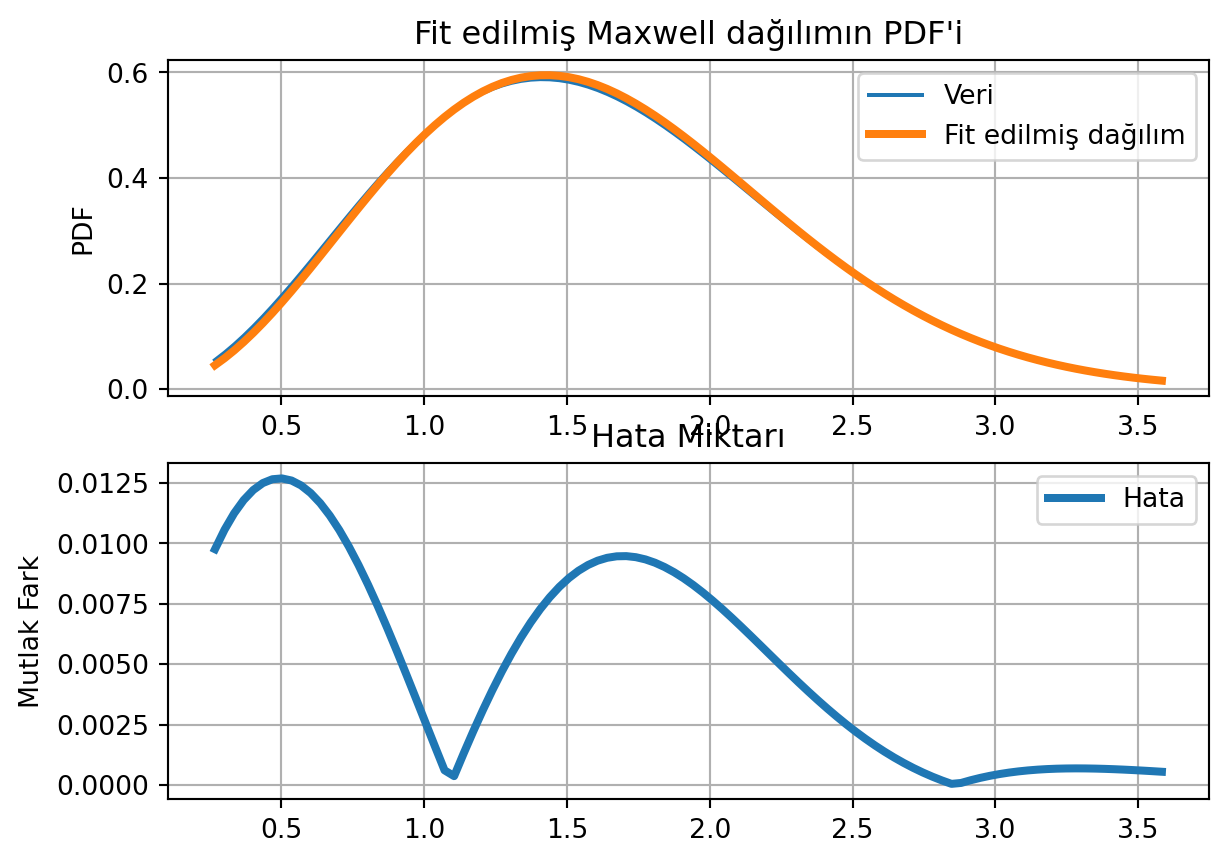 Fit edilmiş Maxwell dağılımın PDF'i
Veri
Fit edilmiş dağılım
PDF
0.6
0.4
0.2
0.0
0.5 1.0 1.5 2.0 2.5 3.0 3.5
Hata Miktarı
Hata
Mutlak Fark
0.0125
0.0100
0.0075
0.0050
0.0025
0.0000
0.5 1.0 1.5 2.0 2.5 3.0 3.5